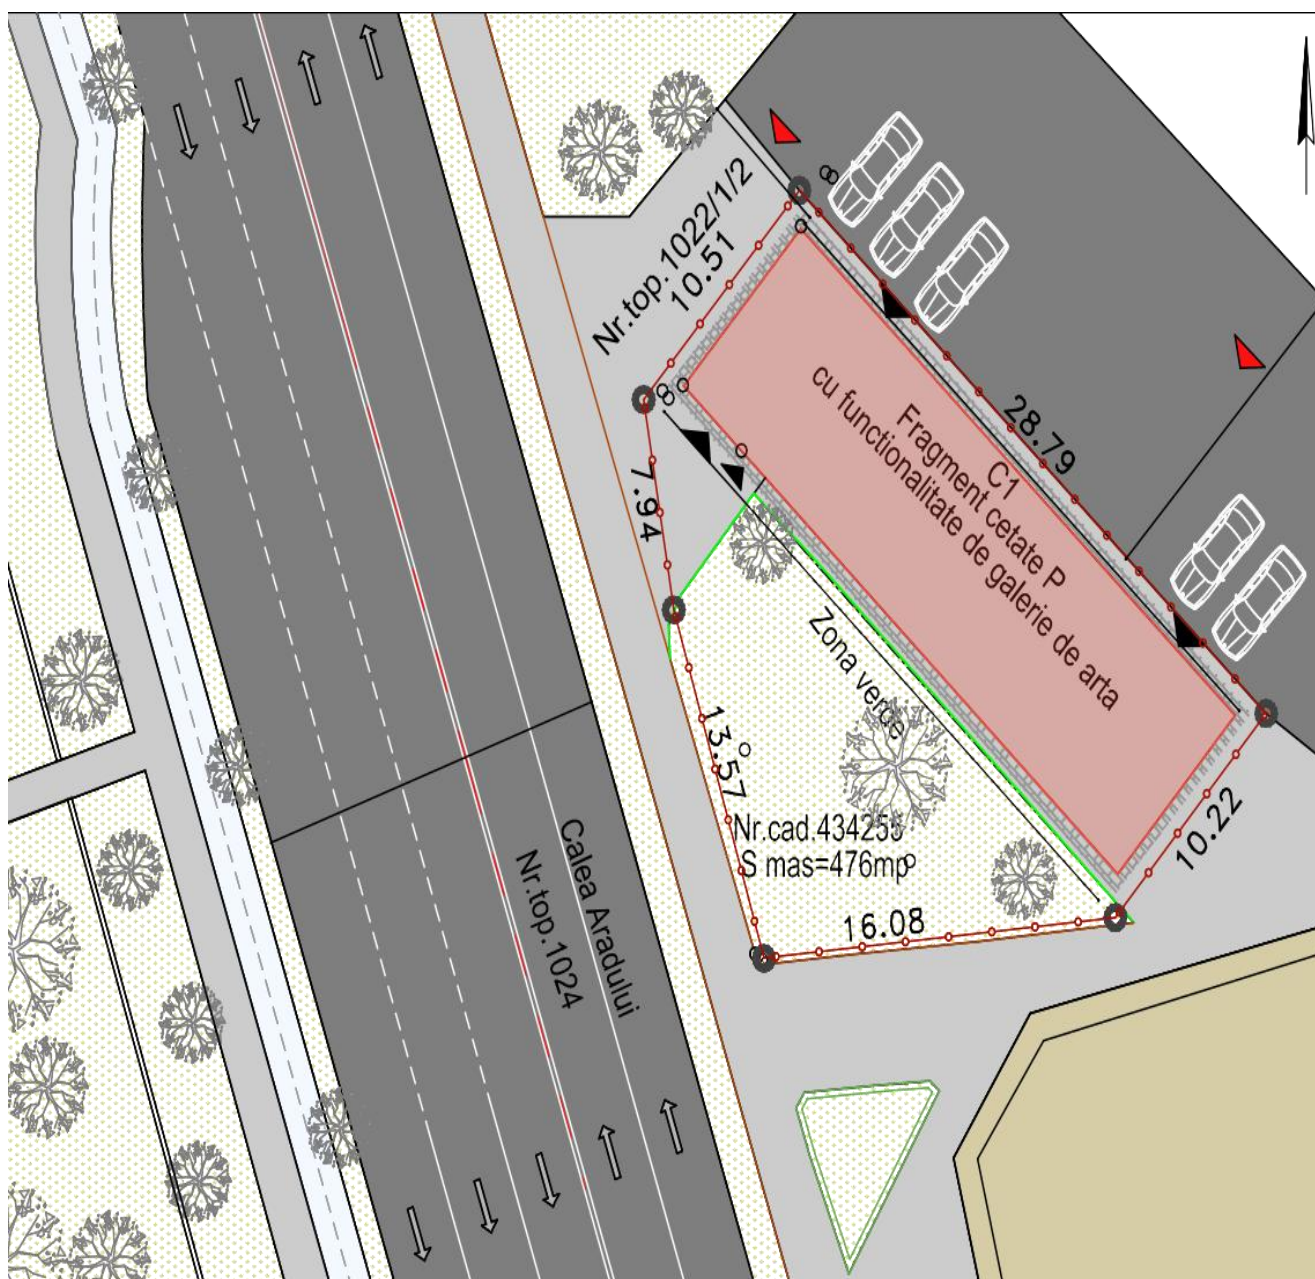 Nr.top.1022/1/2
10.51
28.79
C1
Fragment cetate P
cu functionalitate de galerie de arta
7.94
Zona verde
13.57
Nr.cad.434255
S mas=476mp
10.22
16.08
Calea Aradului
Nr.top.1024